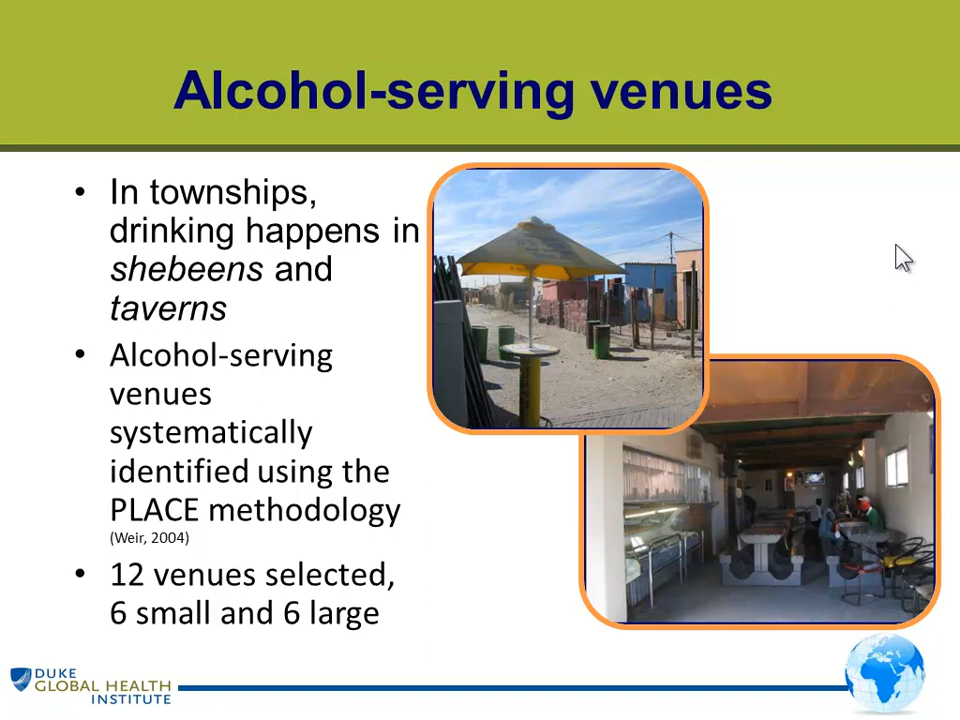 Alcohol-serving venues
• In townships,
drinking happens in
shebeens and
taverns
• Alcohol-serving
venues
systematically
identified using the
PLACE methodology
(Weir, 2004)
• 12 venues selected,
6 small and 6 large
DUKE
GLOBAL HEALTH
INSTITUTE